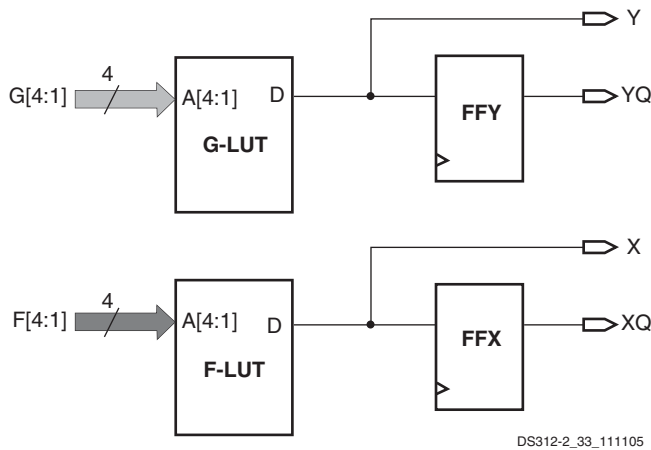 Y
4
G[4:1]
A[4:1]
D
G-LUT
FFY
YQ
X
4
F[4:1]
A[4:1]
D
F-LUT
FFX
XQ
DS312-2_33_111105